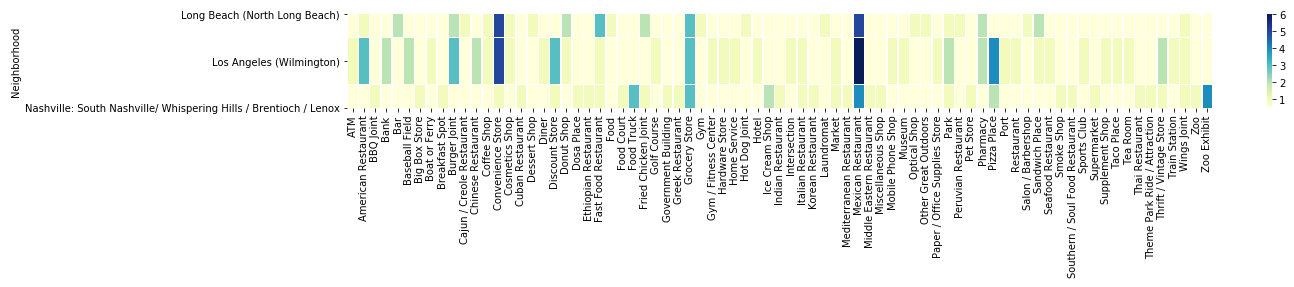 Neighborhood
Long Beach (North Long Beach)
Los Angeles (Wilmington)
Nashville: South Nashville/ Whispering Hills / Brentioch / Lenox
ATM
American Restaurant
BBQ Joint
Bank
Bar
Baseball Field
Big Box Store
Boat or Ferry
Breakfast Spot
Burger Joint
Cajun / Creole Restaurant
Chinese Restaurant
Coffee Shop
Convenience Store
Cosmetics Shop
Cuban Restaurant
Dessert Shop
Diner
Discount Store
Donut Shop
Dosa Place
Ethiopian Restaurant
Fast Food Restaurant
Food
Food Court
Food Truck
Fried Chicken Joint
Golf Course
Government Building
Greek Restaurant
Grocery Store
Gym
Gym / Fitness Center
Hardware Store
Home Service
Hot Dog Joint
Hotel
Ice Cream Shop
Indian Restaurant
Intersection
Italian Restaurant
Korean Restaurant
Laundromat
Market
Mediterranean Restaurant
Mexican Restaurant
Middle Eastern Restaurant
Miscellaneous Shop
Mobile Phone Shop
Museum
Optical Shop
Other Great Outdoors
Paper / Office Supplies Store
Park
Peruvian Restaurant
Pet Store
Pharmacy
Pizza Place
Port
Restaurant
Salon / Barbershop
Sandwich Place
Seafood Restaurant
Smoke Shop
Southern / Soul Food Restaurant
Sports Club
Supermarket
Supplement Shop
Taco Place
Tea Room
Thai Restaurant
Theme Park Ride / Attraction
Thrift / Vintage Store
Train Station
Wings Joint
Zoo
Zoo Exhibit
6
5
4
3
2
1